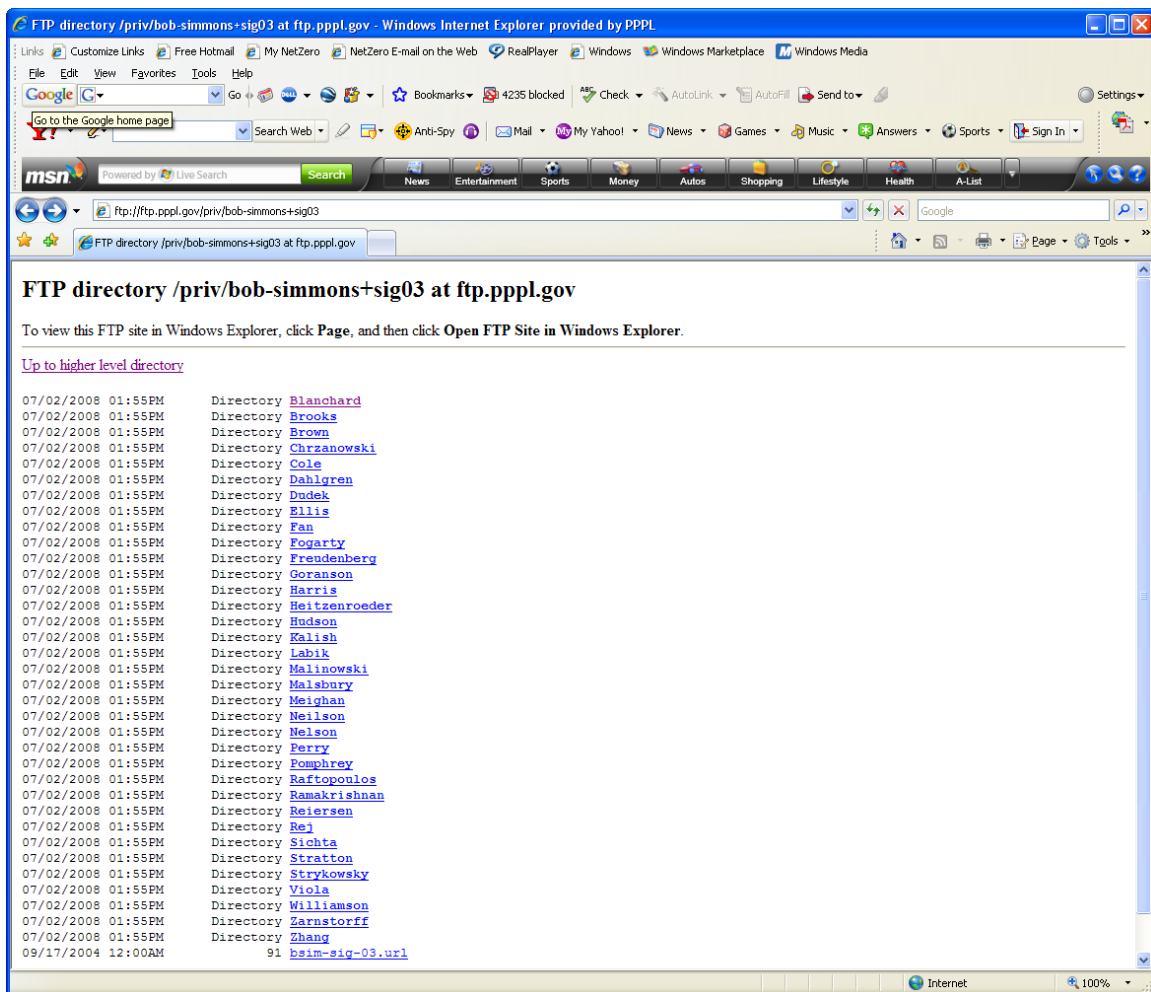 FTP directory /priv/bob-simmons+sig03 at ftp.pppl.gov - Windows Internet Explorer provided by PPPL
Links Customize Links Free Hotmail My NetZero NetZero E-mail on the Web RealPlayer Windows Windows Marketplace Windows Media
File Edit View Favorites Tools Help
Google G Go Bookmarks 4235 blocked ABC Check AutoLink AutoFill Send to Settings
Go to the Google home page
Y! Search Web Anti-Spy Mail My My Yahoo! News Games Music Answers Sports Sign In
msn Powered by Live Search Search News Entertainment Sports Money Autos Shopping Lifestyle Health A-List
ftp://ftp.pppl.gov/priv/bob-simmons+sig03 Google
FTP directory /priv/bob-simmons+sig03 at ftp.pppl.gov Page Tools »
FTP directory /priv/bob-simmons+sig03 at ftp.pppl.gov
To view this FTP site in Windows Explorer, click Page, and then click Open FTP Site in Windows Explorer.
Up to higher level directory
07/02/2008 01:55PM Directory Blanchard
07/02/2008 01:55PM Directory Brooks
07/02/2008 01:55PM Directory Brown
07/02/2008 01:55PM Directory Chrzanowski
07/02/2008 01:55PM Directory Cole
07/02/2008 01:55PM Directory Dahlgren
07/02/2008 01:55PM Directory Dudek
07/02/2008 01:55PM Directory Ellis
07/02/2008 01:55PM Directory Fan
07/02/2008 01:55PM Directory Fogarty
07/02/2008 01:55PM Directory Freudenberg
07/02/2008 01:55PM Directory Goranson
07/02/2008 01:55PM Directory Harris
07/02/2008 01:55PM Directory Heitzenroeder
07/02/2008 01:55PM Directory Hudson
07/02/2008 01:55PM Directory Kalish
07/02/2008 01:55PM Directory Labik
07/02/2008 01:55PM Directory Malinowski
07/02/2008 01:55PM Directory Malsbury
07/02/2008 01:55PM Directory Meighan
07/02/2008 01:55PM Directory Neilson
07/02/2008 01:55PM Directory Nelson
07/02/2008 01:55PM Directory Perry
07/02/2008 01:55PM Directory Pomphrey
07/02/2008 01:55PM Directory Raftopoulos
07/02/2008 01:55PM Directory Ramakrishnan
07/02/2008 01:55PM Directory Reiersen
07/02/2008 01:55PM Directory Rej
07/02/2008 01:55PM Directory Sichta
07/02/2008 01:55PM Directory Stratton
07/02/2008 01:55PM Directory Strykowsky
07/02/2008 01:55PM Directory Viola
07/02/2008 01:55PM Directory Williamson
07/02/2008 01:55PM Directory Zarnstorff
07/02/2008 01:55PM Directory Zhang
09/17/2004 12:00AM 91 bsim-sig-03.url
Internet 100%